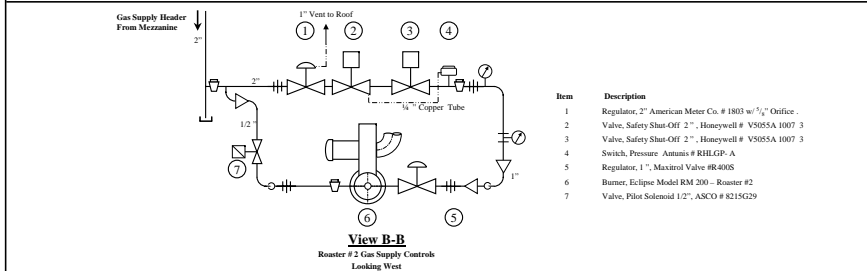 Gas Supply Header
From Mezzanine
2"
1" Vent to Roof
1
2
3
4
2"
¼ " Copper Tube
1/2 "
7
1"
6
5
View B-B
Roaster # 2 Gas Supply Controls
Looking West
Item Description
1 Regulator, 2" American Meter Co. # 1803 w/ 5/8" Orifice .
2 Valve, Safety Shut-Off 2 " , Honeywell # V5055A 1007 3
3 Valve, Safety Shut-Off 2 " , Honeywell # V5055A 1007 3
4 Switch, Pressure Antunis # RHLGP- A
5 Regulator, 1 ", Maxitrol Valve #R400S
6 Burner, Eclipse Model RM 200 – Roaster #2
7 Valve, Pilot Solenoid 1/2", ASCO # 8215G29